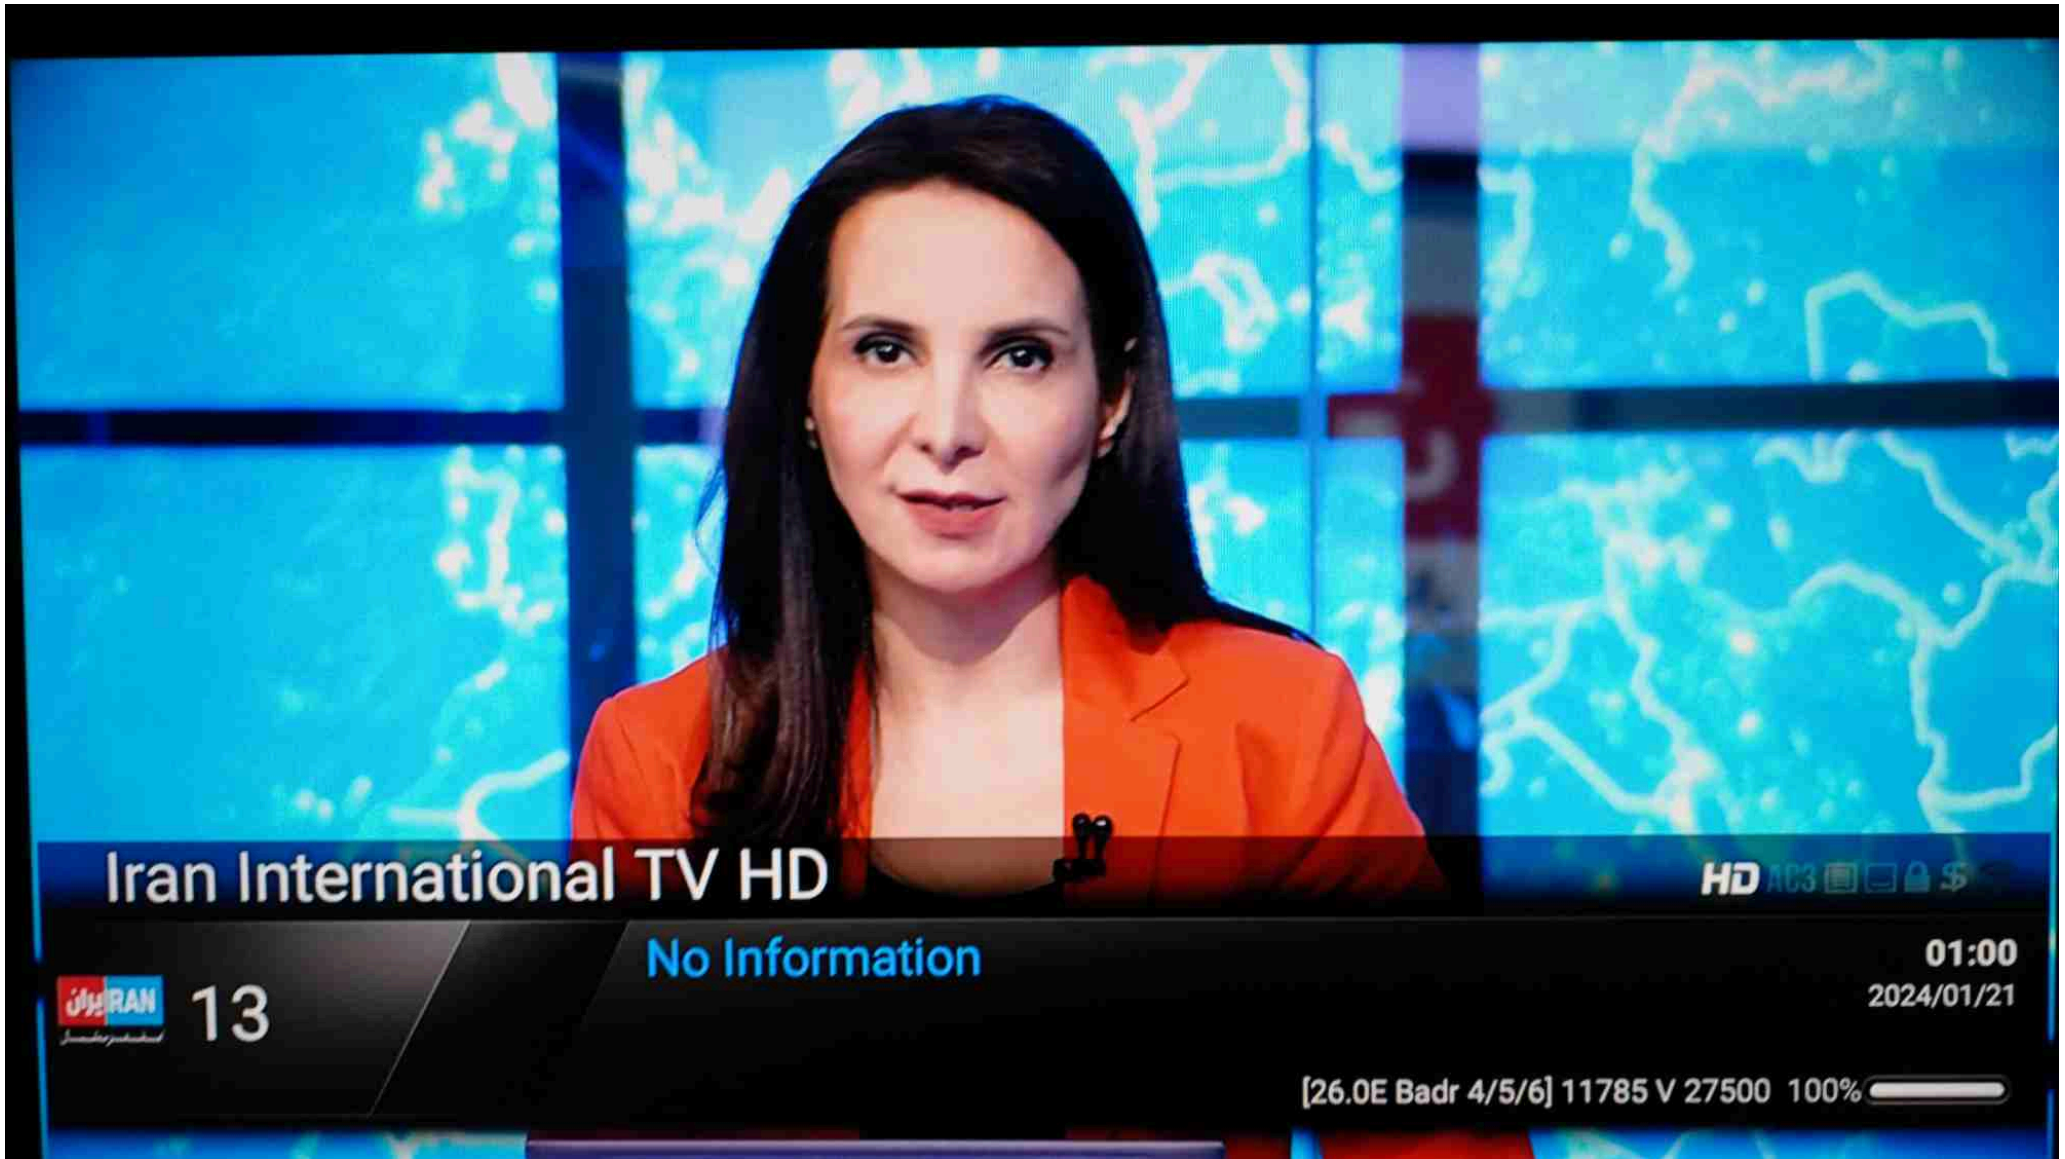 Iran International TV HD
HD AC3 $
No Information
01:00
ایران IRAN
13
2024/01/21
[26.0E Badr 4/5/6] 11785 V 27500 100%